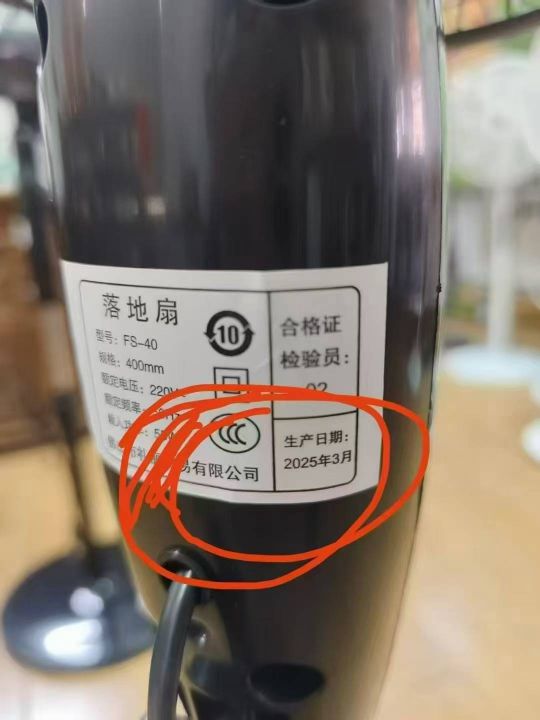 落地扇
型号：FS-40
规格：400mm
额定电压：220V
额定频率：
输入功率：
易有限公司
10
合格证
检验员：
02
生产日期：
2025年3月